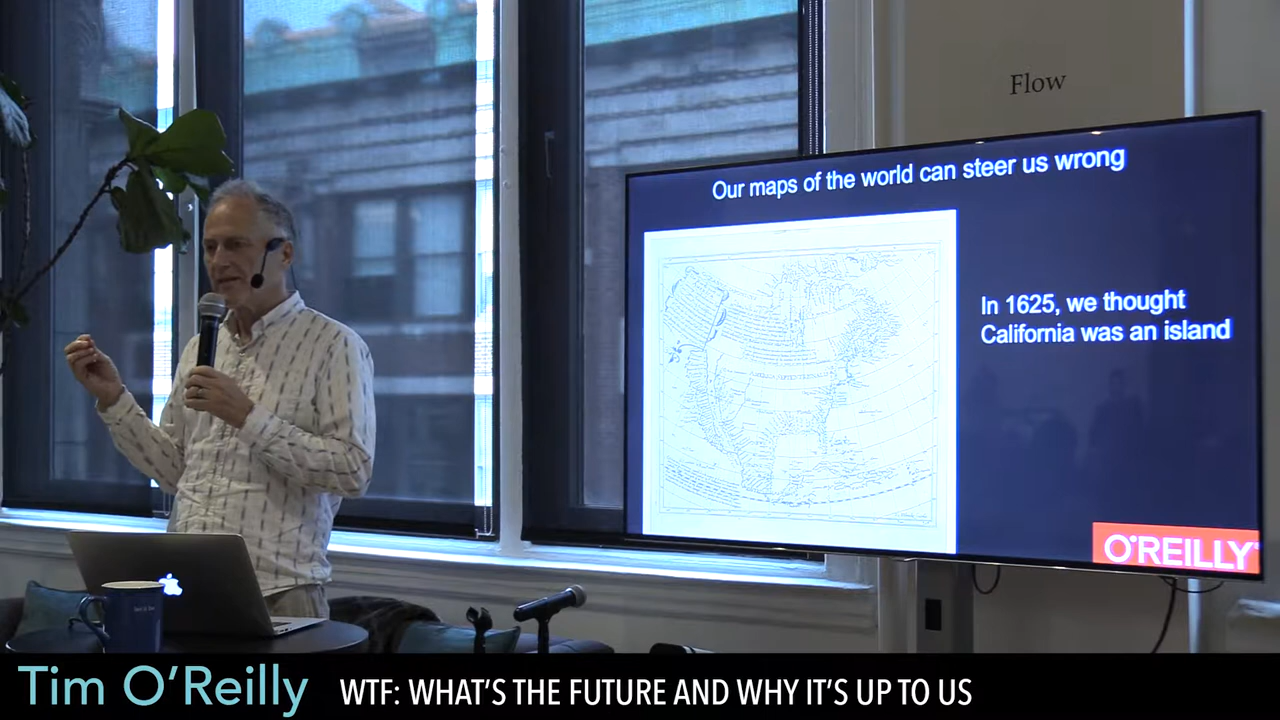 Flow
Our maps of the world can steer us wrong
In 1625, we thought
California was an island
O'REILLY
Tim O'Reilly
WTF: WHAT'S THE FUTURE AND WHY IT'S UP TO US